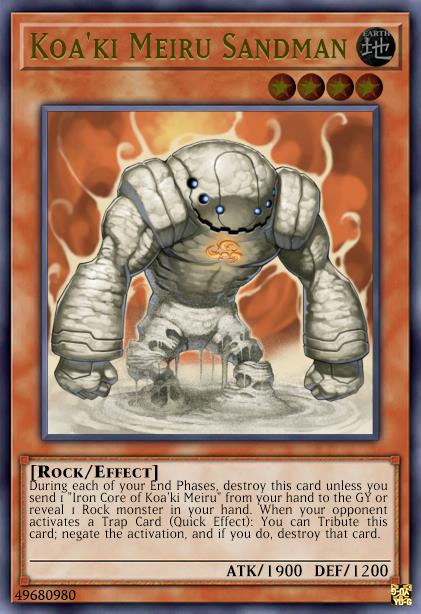 Koa'ki Meiru Sandman
EARTH
地
[Rock/Effect]
During each of your End Phases, destroy this card unless you
send 1 "Iron Core of Koa'ki Meiru" from your hand to the GY or
reveal 1 Rock monster in your hand. When your opponent
activates a Trap Card (Quick Effect): You can Tribute this
card; negate the activation, and if you do, destroy that card.
ATK/1900 DEF/1200
49680980